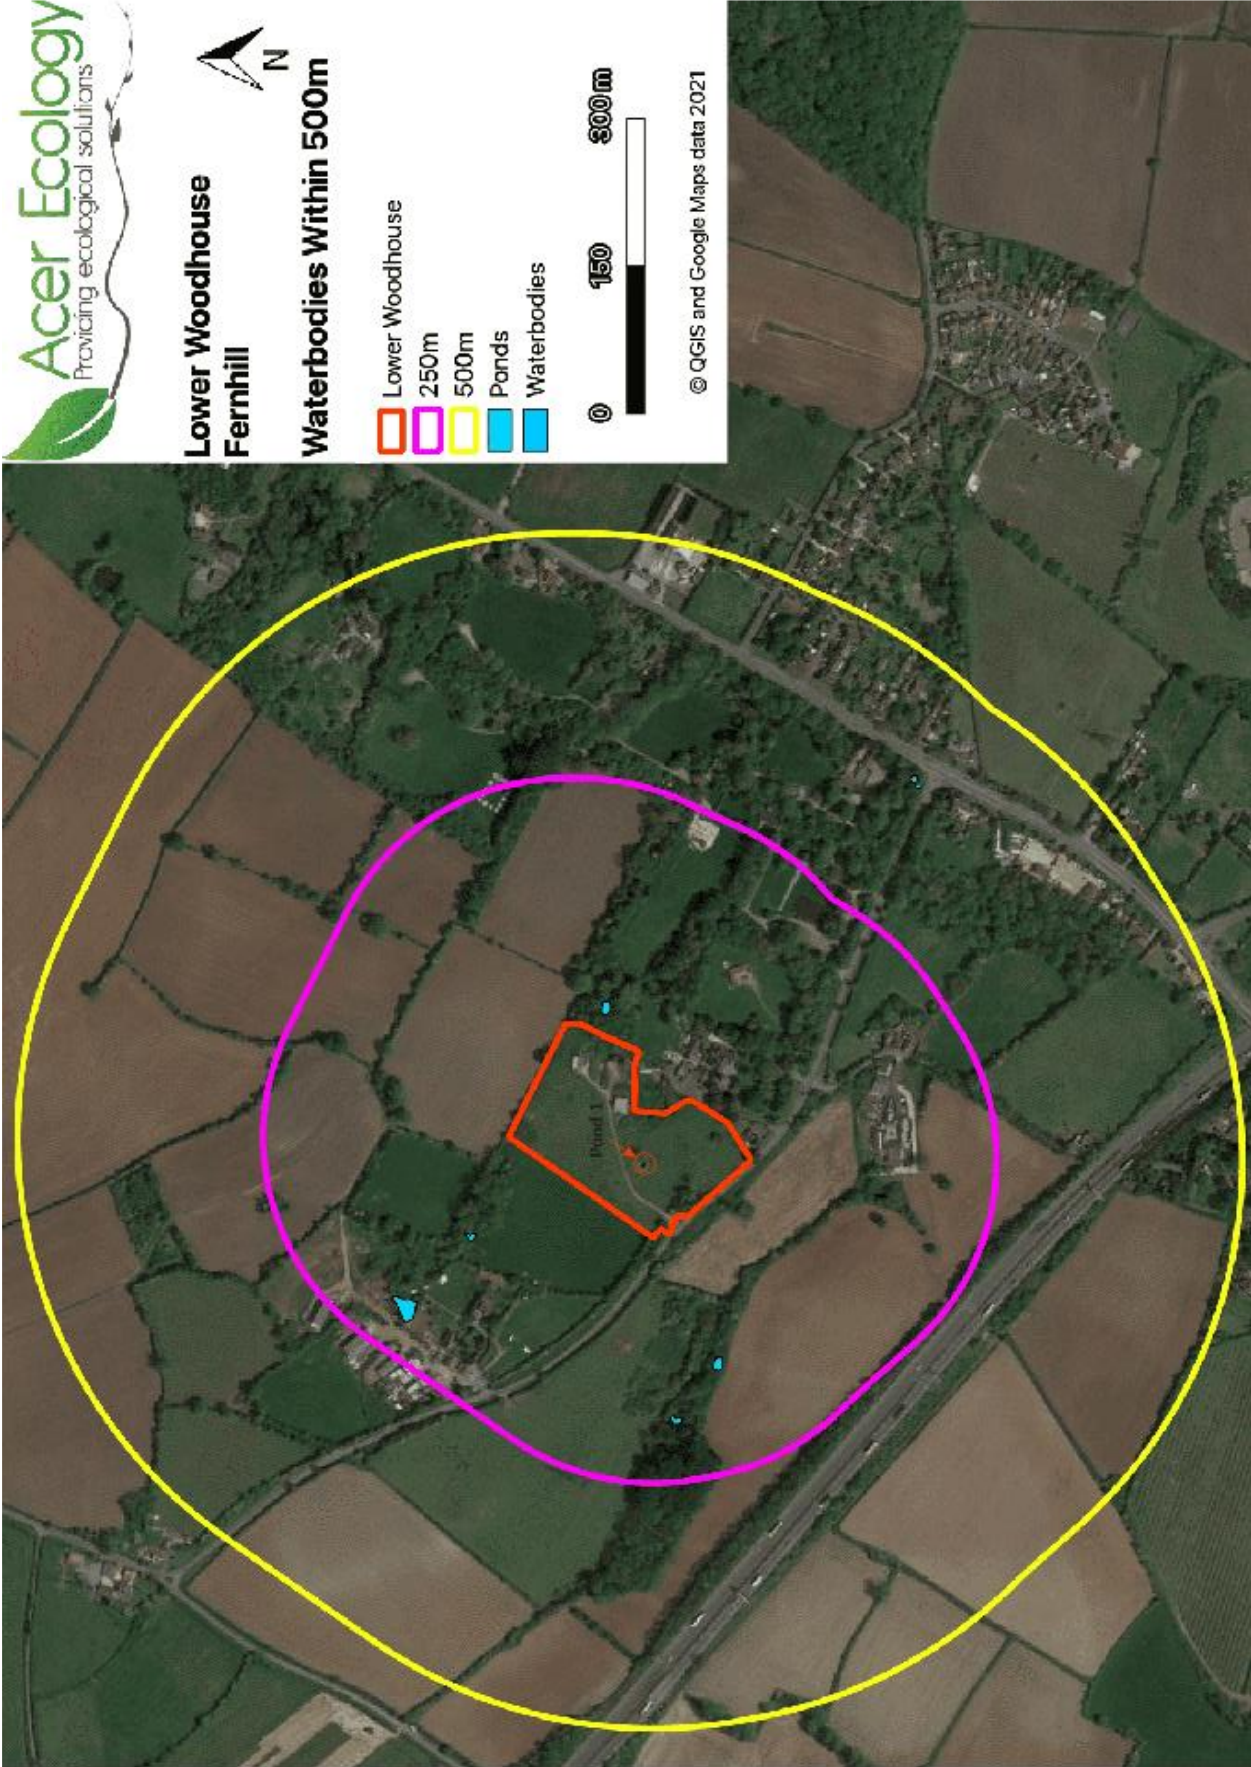 Acer Ecology
Providing ecological solutions
N
Lower Woodhouse
Fernhill
Waterbodies Within 500m
Lower Woodhouse
250m
500m
Ponds
Waterbodies
0 150 300 m
© QGIS and Google Maps data 2021
Pond 1